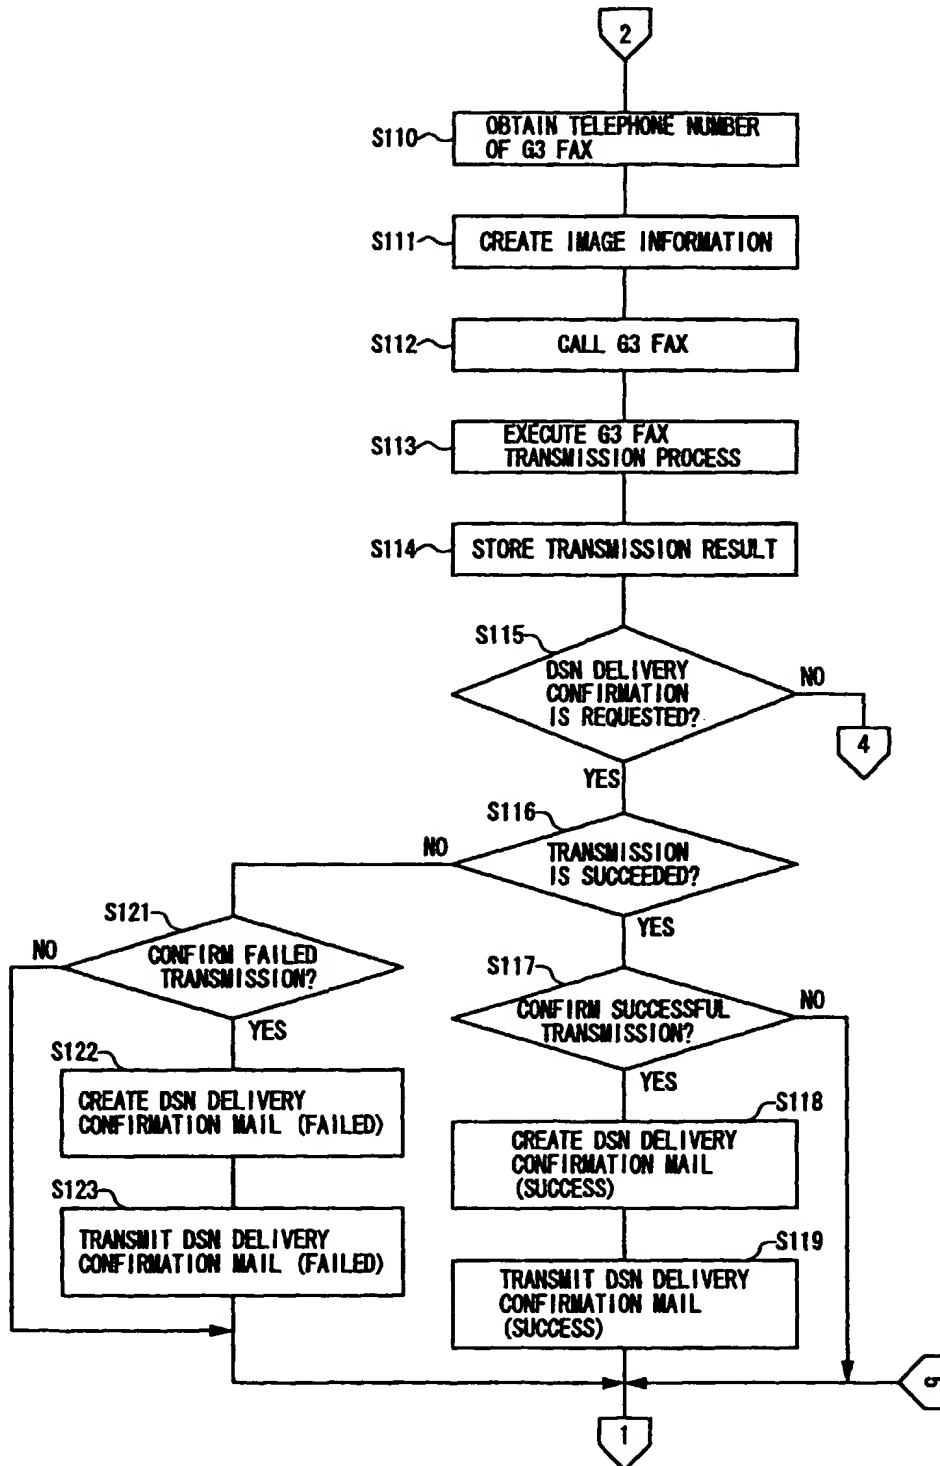 2
S110
OBTAIN TELEPHONE NUMBER
OF G3 FAX
S111
CREATE IMAGE INFORMATION
S112
CALL G3 FAX
S113
EXECUTE G3 FAX
TRANSMISSION PROCESS
S114
STORE TRANSMISSION RESULT
S115
DSN DELIVERY
CONFIRMATION
IS REQUESTED?
NO
4
YES
S116
TRANSMISSION
IS SUCCEEDED?
NO
YES
S121
CONFIRM FAILED
TRANSMISSION?
NO
YES
S117
CONFIRM SUCCESSFUL
TRANSMISSION?
NO
YES
S122
CREATE DSN DELIVERY
CONFIRMATION MAIL (FAILED)
S118
CREATE DSN DELIVERY
CONFIRMATION MAIL
(SUCCESS)
S123
TRANSMIT DSN DELIVERY
CONFIRMATION MAIL (FAILED)
S119
TRANSMIT DSN DELIVERY
CONFIRMATION MAIL
(SUCCESS)
5
1